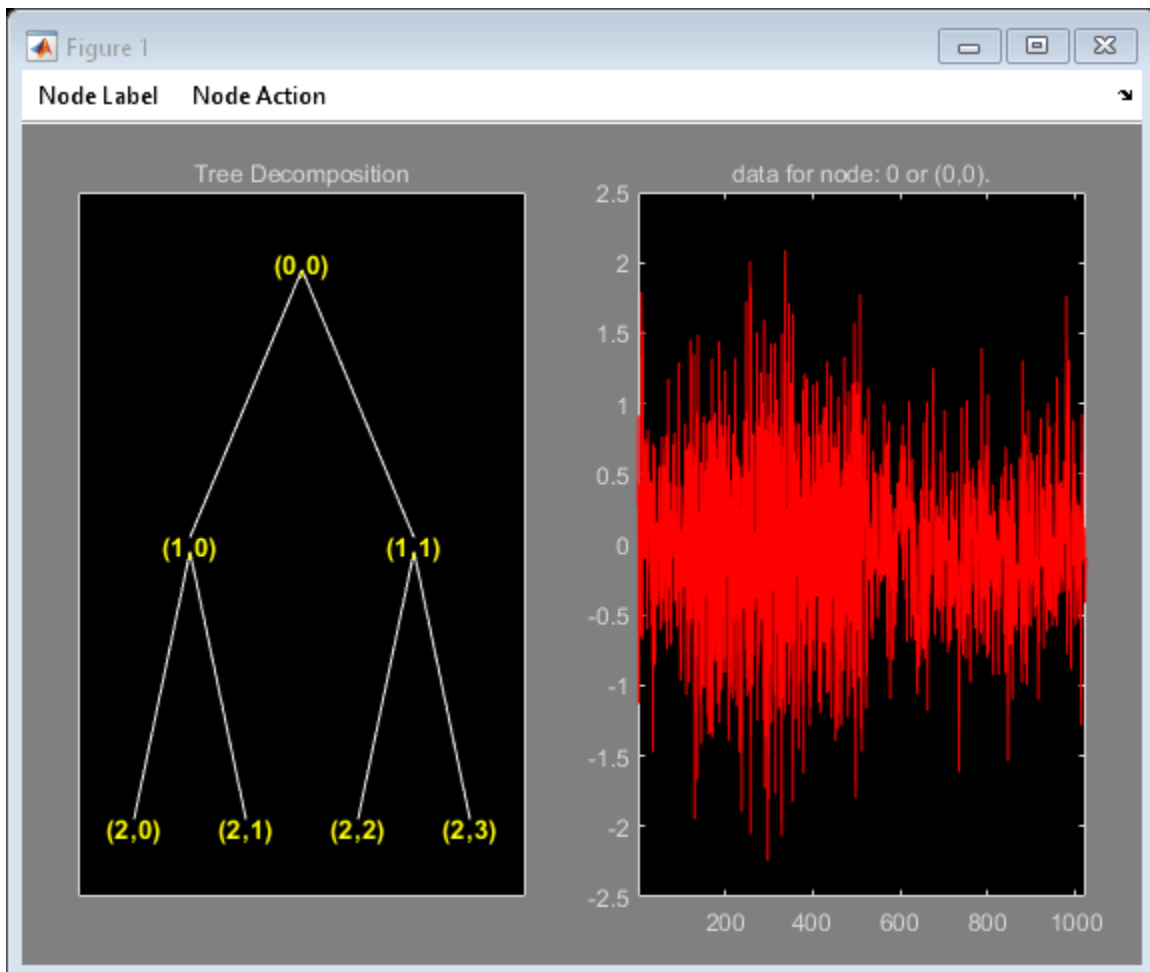 Figure 1
Node Label Node Action
Tree Decomposition
(0,0)
(1,0) (1,1)
(2,0) (2,1) (2,2) (2,3)
data for node: 0 or (0,0).
2.5
2
1.5
1
0.5
0
-0.5
-1
-1.5
-2
-2.5
200 400 600 800 1000